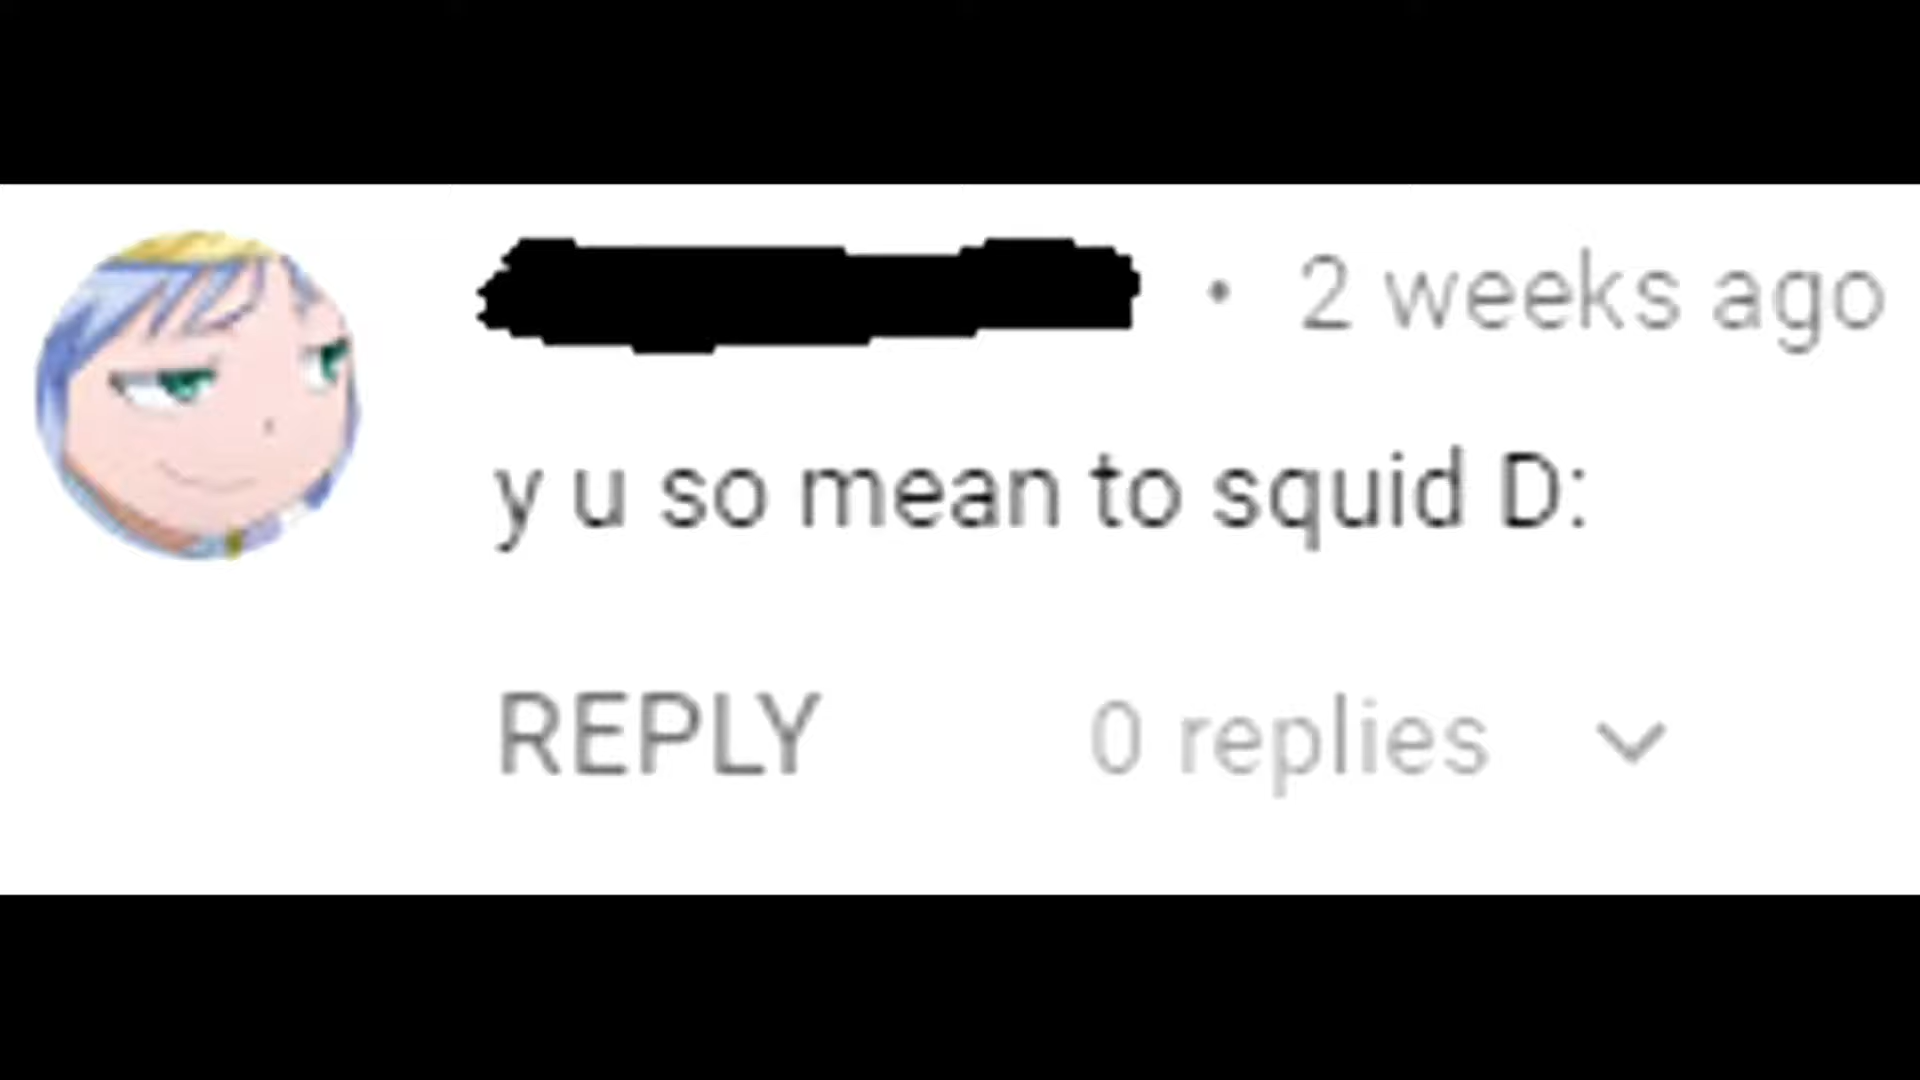 • 2 weeks ago
y u so mean to squid D:
REPLY 0 replies